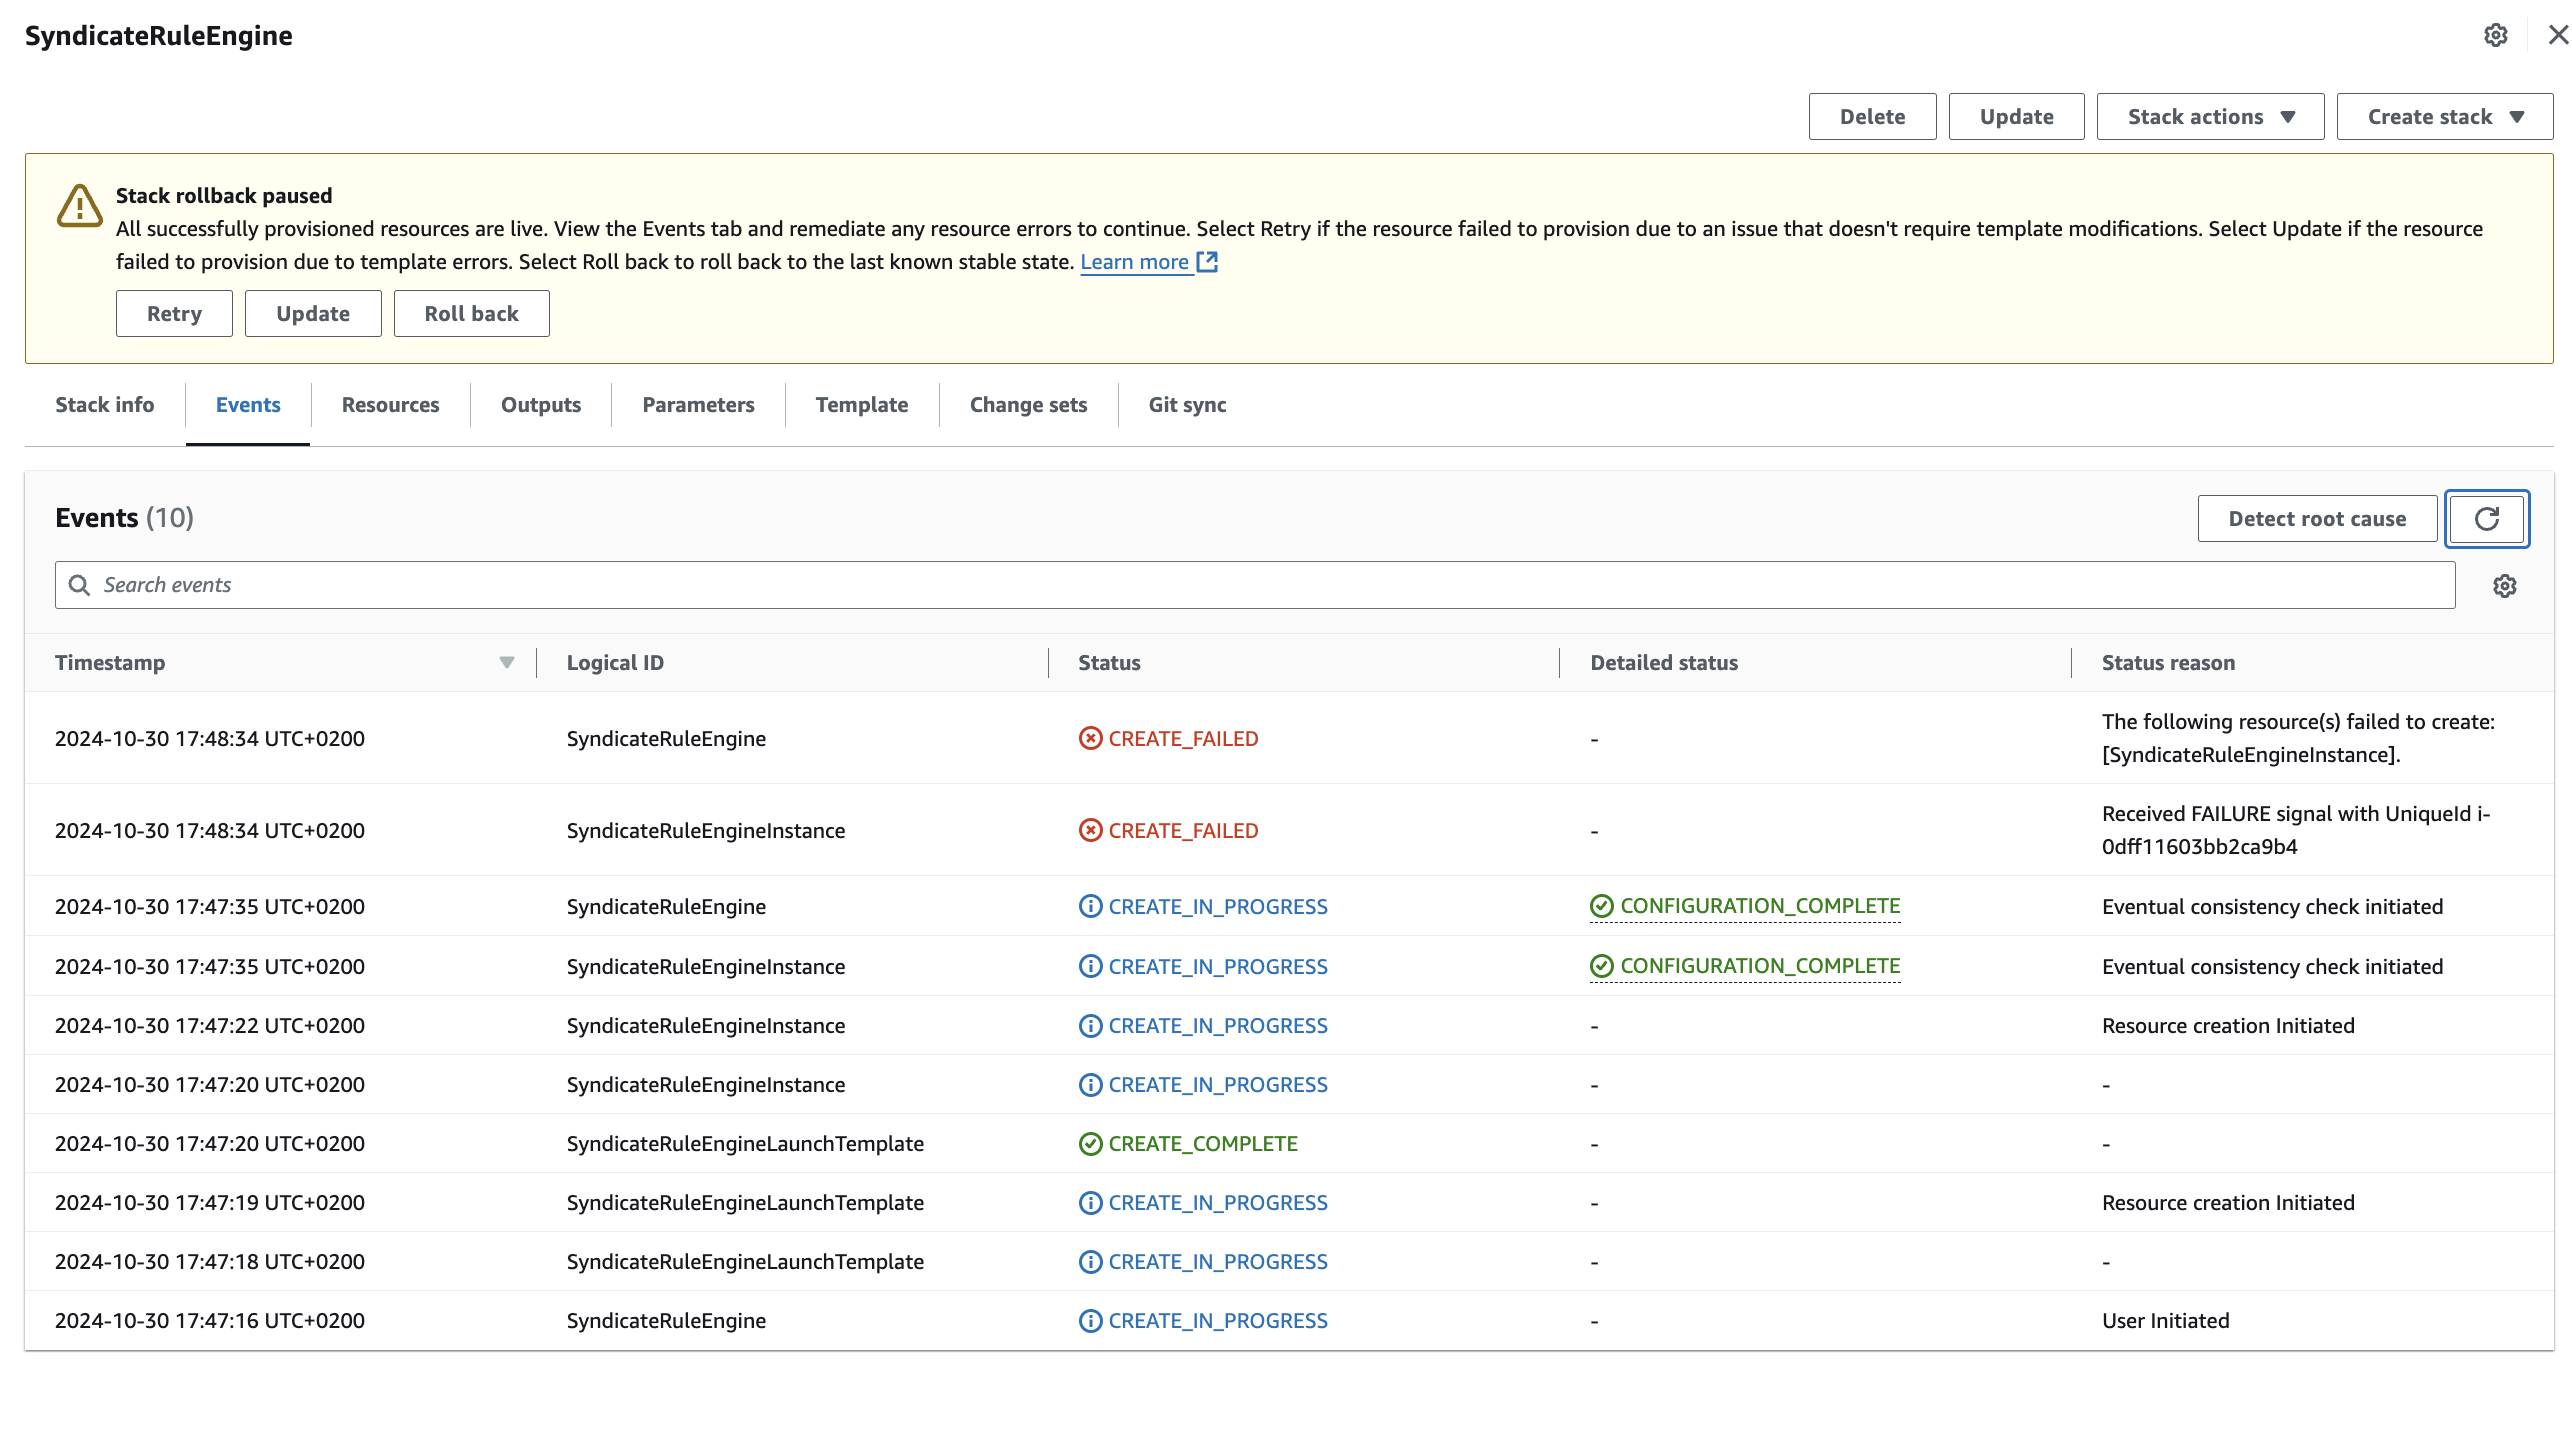 SyndicateRuleEngine
Delete
Update
Stack actions
Create stack
Stack rollback paused
All successfully provisioned resources are live. View the Events tab and remediate any resource errors to continue. Select Retry if the resource failed to provision due to an issue that doesn't require template modifications. Select Update if the resource
failed to provision due to template errors. Select Roll back to roll back to the last known stable state. Learn more
Retry
Update
Roll back
Stack info
Events
Resources
Outputs
Parameters
Template
Change sets
Git sync
Events (10)
Detect root cause
Search events
Timestamp Logical ID Status Detailed status Status reason
2024-10-30 17:48:34 UTC+0200 SyndicateRuleEngine CREATE_FAILED - The following resource(s) failed to create:
[SyndicateRuleEngineInstance].
2024-10-30 17:48:34 UTC+0200 SyndicateRuleEngineInstance CREATE_FAILED - Received FAILURE signal with UniqueId i-
0dff11603bb2ca9b4
2024-10-30 17:47:35 UTC+0200 SyndicateRuleEngine CREATE_IN_PROGRESS CONFIGURATION_COMPLETE Eventual consistency check initiated
2024-10-30 17:47:35 UTC+0200 SyndicateRuleEngineInstance CREATE_IN_PROGRESS CONFIGURATION_COMPLETE Eventual consistency check initiated
2024-10-30 17:47:22 UTC+0200 SyndicateRuleEngineInstance CREATE_IN_PROGRESS - Resource creation Initiated
2024-10-30 17:47:20 UTC+0200 SyndicateRuleEngineInstance CREATE_IN_PROGRESS - -
2024-10-30 17:47:20 UTC+0200 SyndicateRuleEngineLaunchTemplate CREATE_COMPLETE - -
2024-10-30 17:47:19 UTC+0200 SyndicateRuleEngineLaunchTemplate CREATE_IN_PROGRESS - Resource creation Initiated
2024-10-30 17:47:18 UTC+0200 SyndicateRuleEngineLaunchTemplate CREATE_IN_PROGRESS - -
2024-10-30 17:47:16 UTC+0200 SyndicateRuleEngine CREATE_IN_PROGRESS - User Initiated